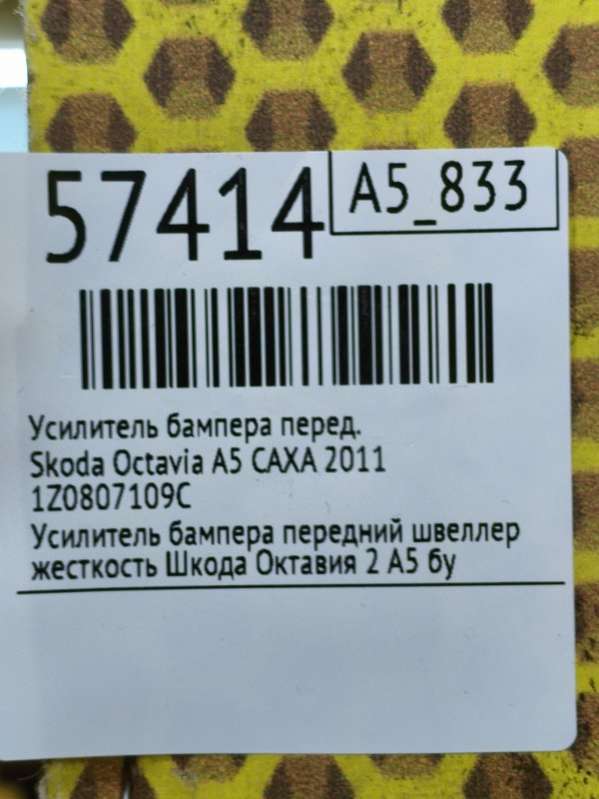 57414
A5_833
Усилитель бампера перед.
Skoda Octavia A5 CAXA 2011
1Z0807109C
Усилитель бампера передний швеллер
жесткость Шкода Октавия 2 А5 бу